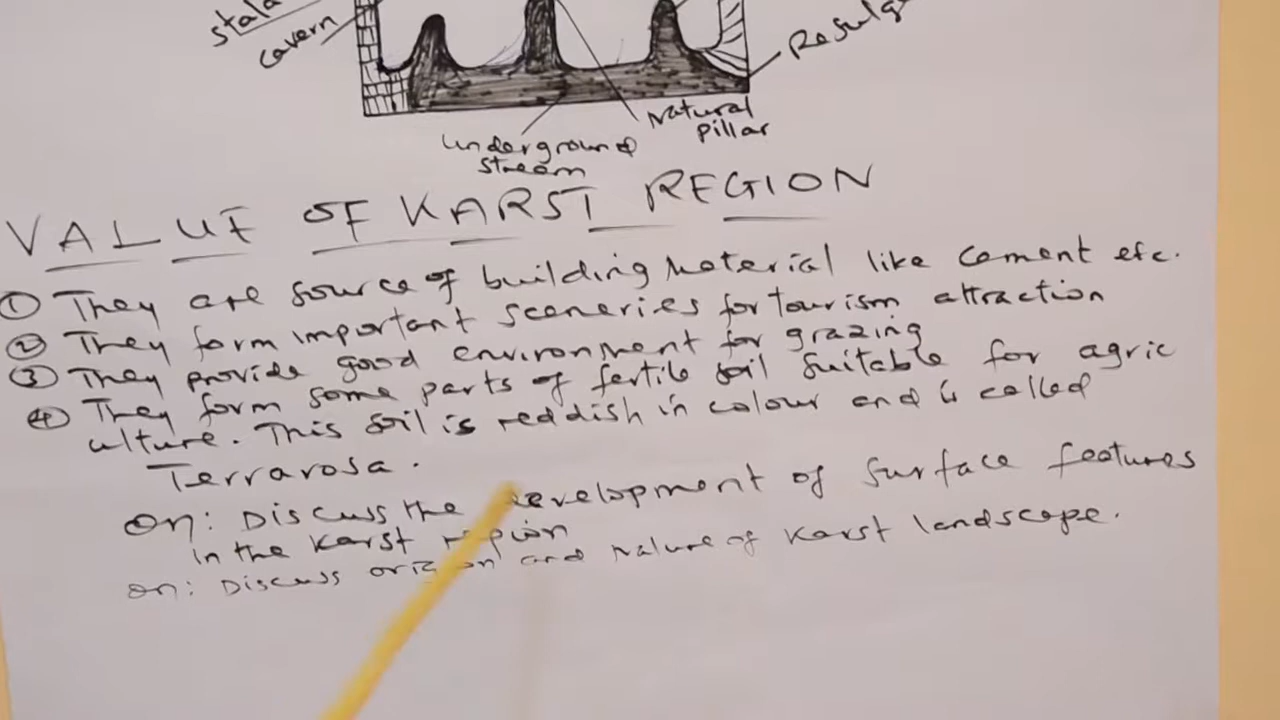 cavern
underground
stream
Natural
pillar
VALUE OF KARST REGION
① They are source of building Material like cement etc.
② They form important sceneries for tourism attraction
③ They provide good environment for grazing
④ They form some parts of fertile soil suitable for agric
ulture. This soil is reddish in colour and is called
Terrarosa.
Qn: Discuss the development of surface features
in the karst region
Qn: Discuss origin and nature of karst landscape.